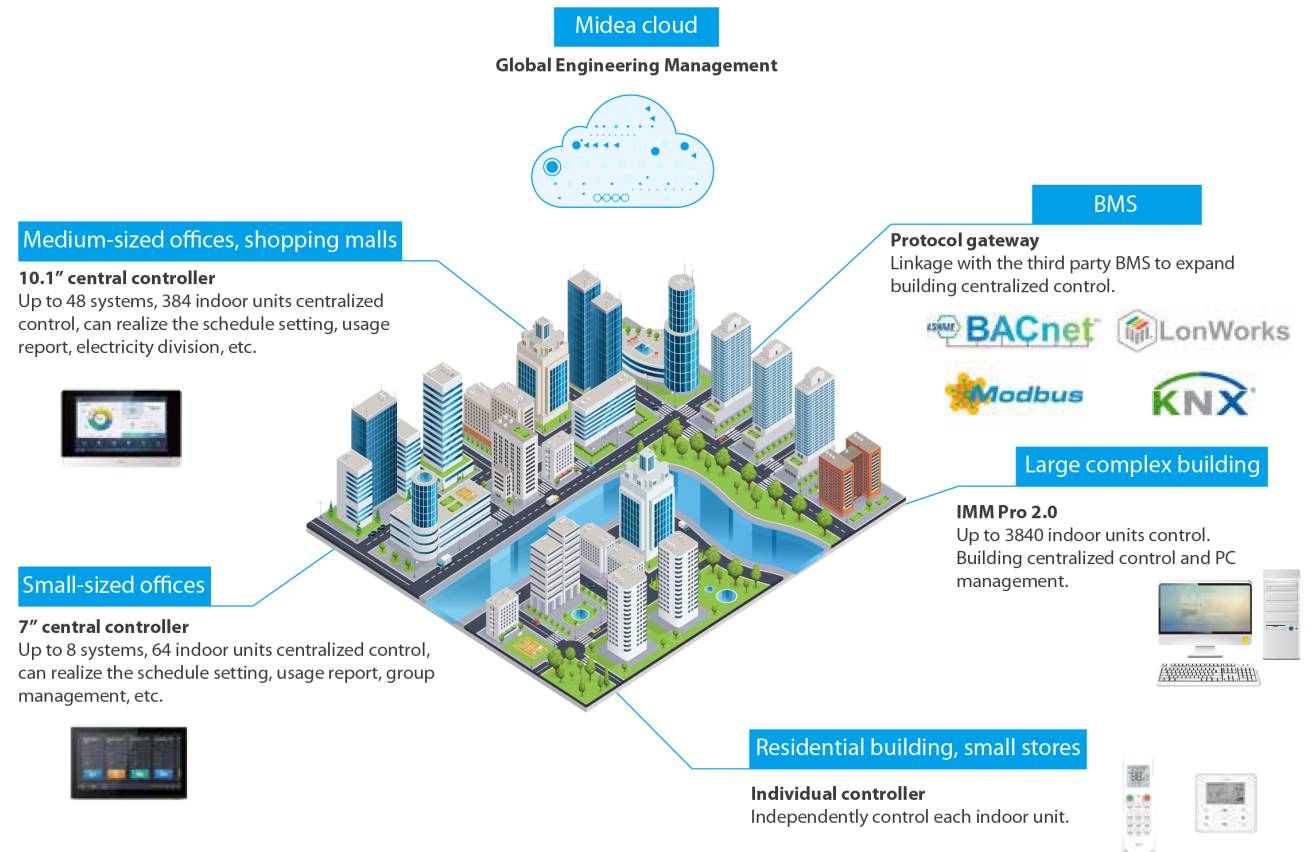 Midea cloud
Global Engineering Management
BMS
Protocol gateway
Linkage with the third party BMS to expand
building centralized control.
ASHRAE BACnet™
LonWorks
Modbus
KNX®
Medium-sized offices, shopping malls
10.1” central controller
Up to 48 systems, 384 indoor units centralized
control, can realize the schedule setting, usage
report, electricity division, etc.
Large complex building
IMM Pro 2.0
Up to 3840 indoor units control.
Building centralized control and PC
management.
Small-sized offices
7” central controller
Up to 8 systems, 64 indoor units centralized control,
can realize the schedule setting, usage report, group
management, etc.
Residential building, small stores
Individual controller
Independently control each indoor unit.